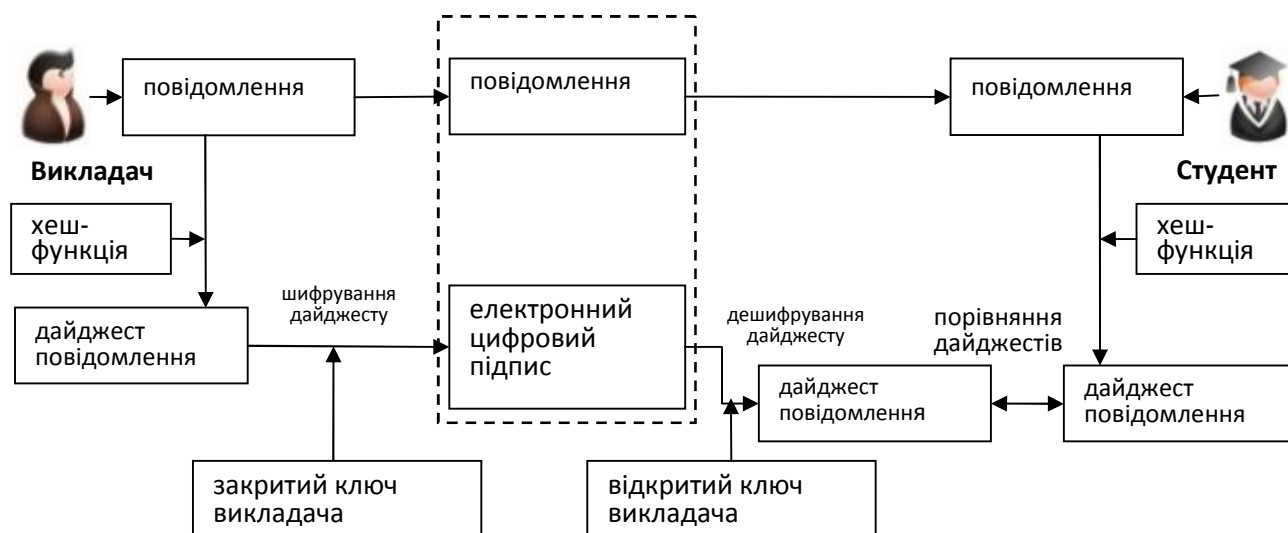 повідомлення
повідомлення
повідомлення
Викладач
Студент
хеш-
функція
хеш-
функція
шифрування
дайджесту
дайджест
повідомлення
електронний
цифровий
підпис
дешифрування
дайджесту
порівняння
дайджестів
дайджест
повідомлення
дайджест
повідомлення
закритий ключ
викладача
відкритий ключ
викладача